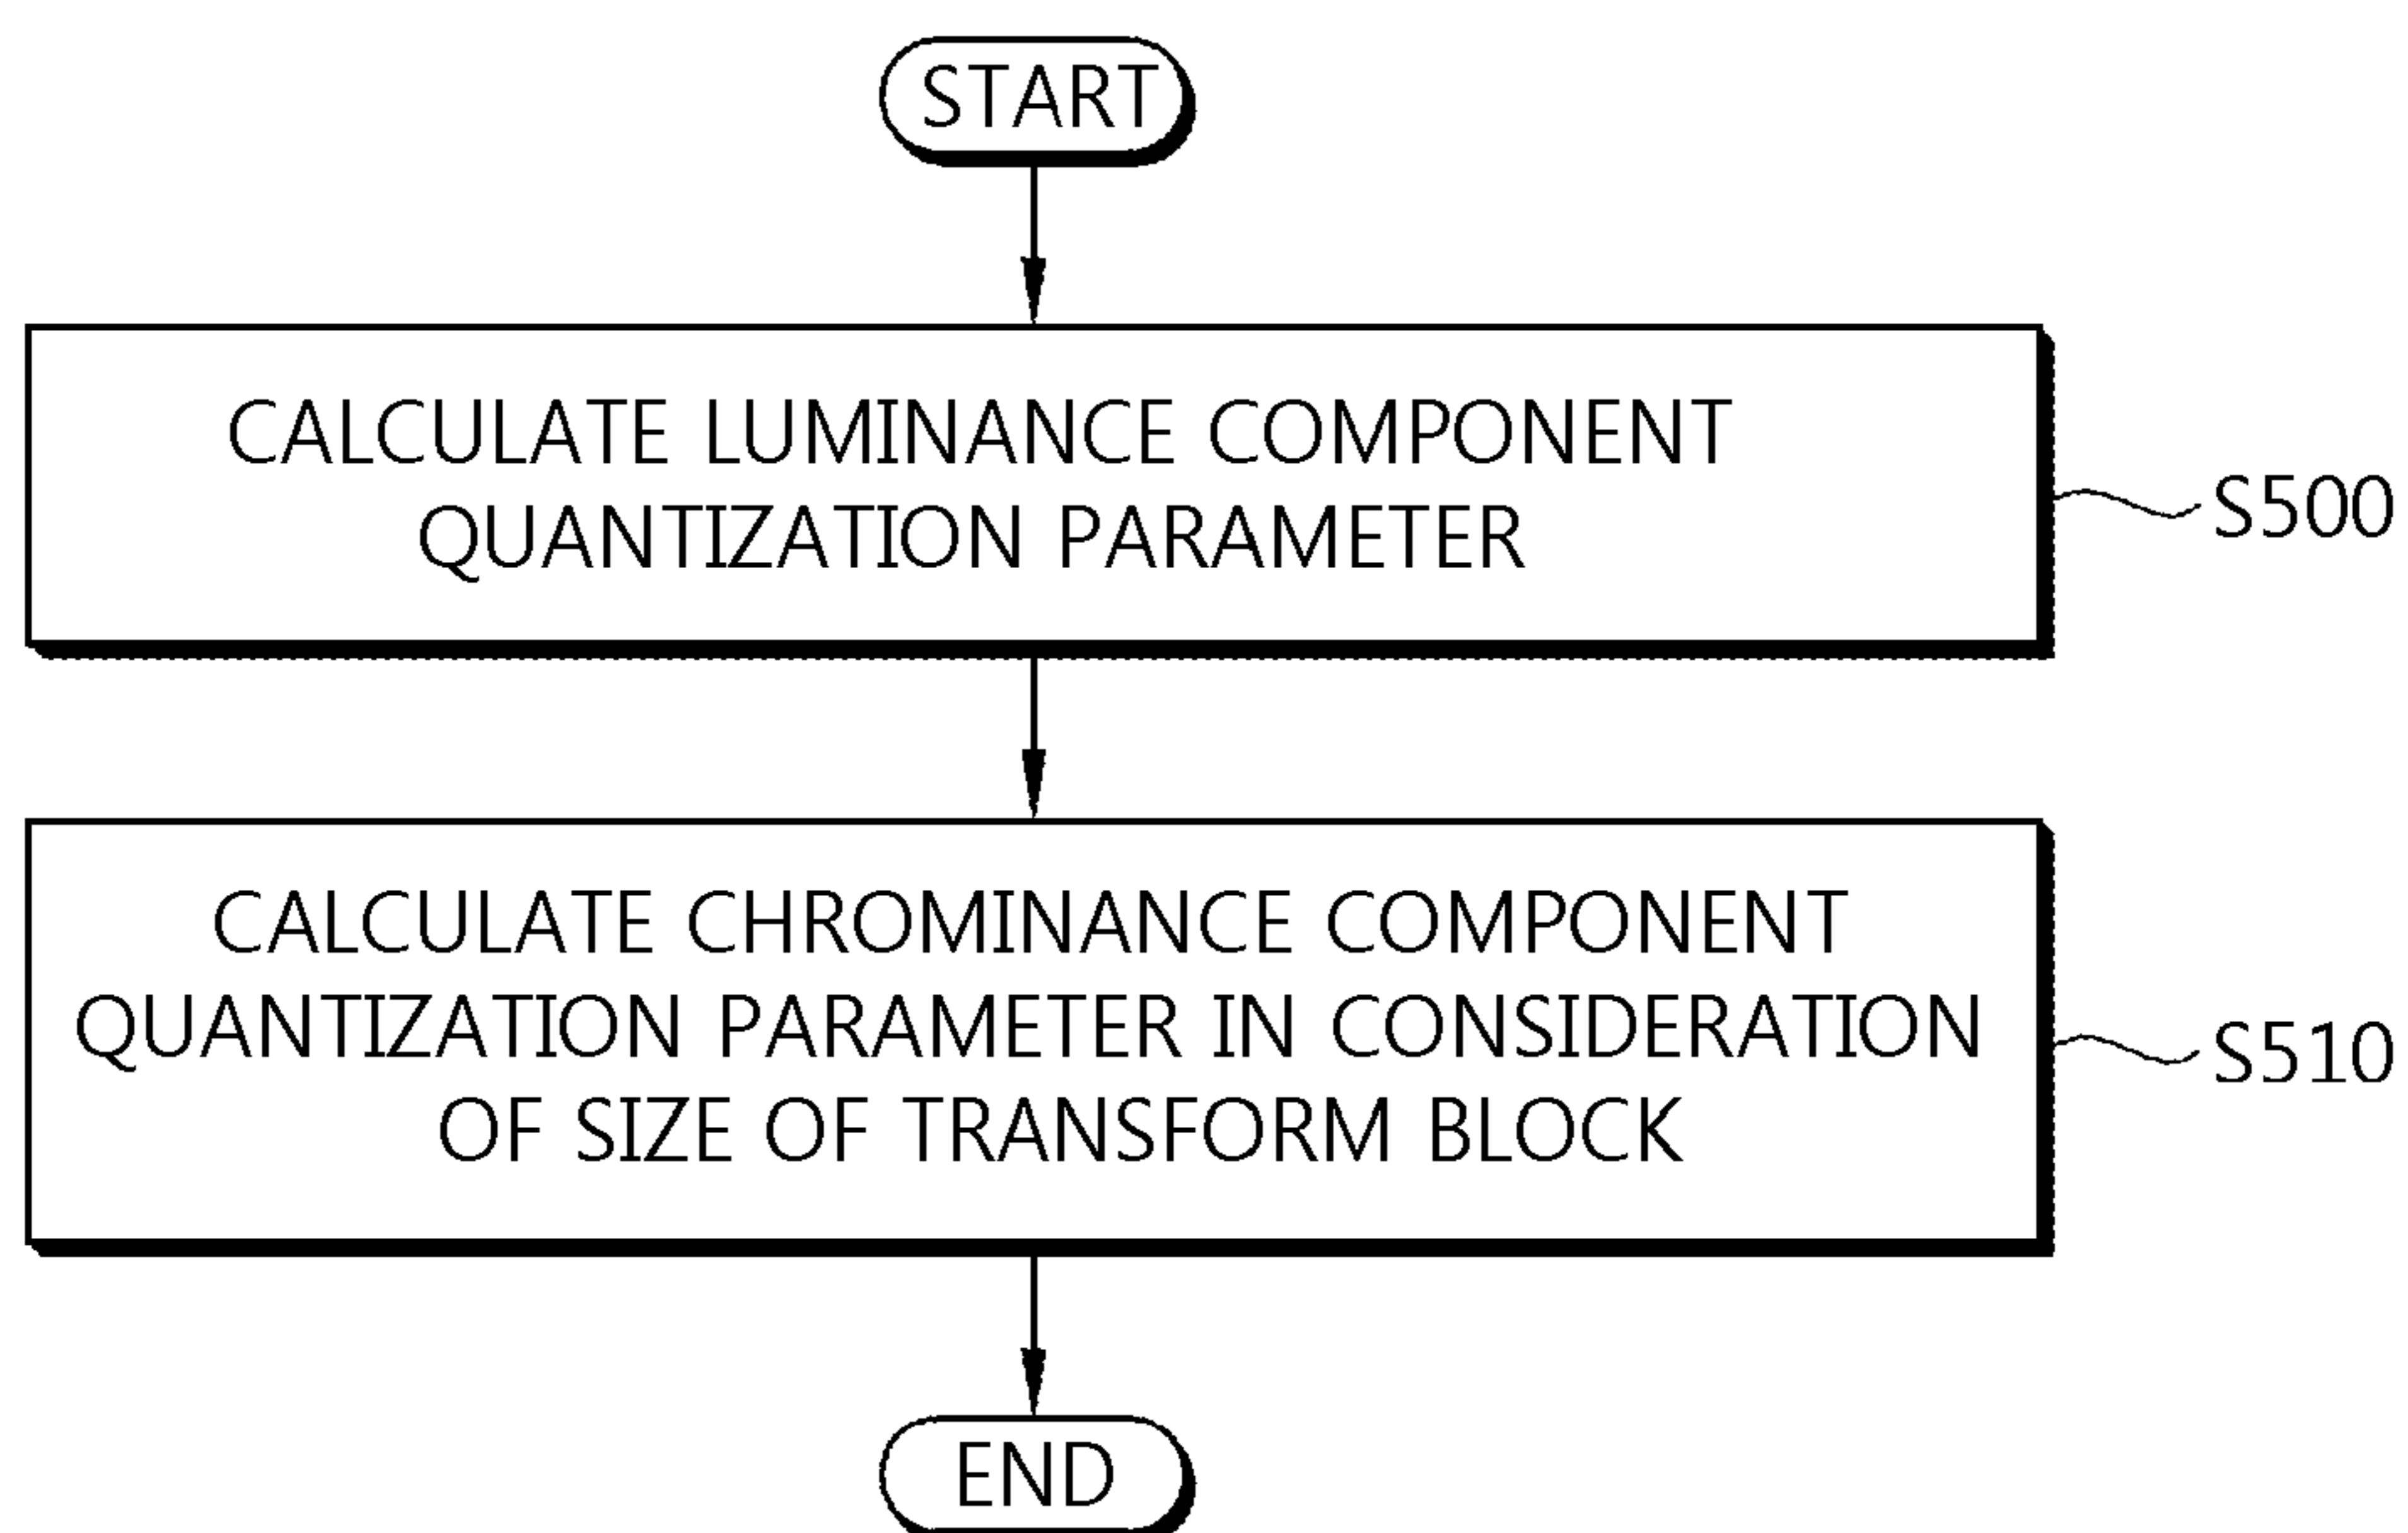 START
CALCULATE LUMINANCE COMPONENT
QUANTIZATION PARAMETER
S500
CALCULATE CHROMINANCE COMPONENT
QUANTIZATION PARAMETER IN CONSIDERATION
OF SIZE OF TRANSFORM BLOCK
S510
END